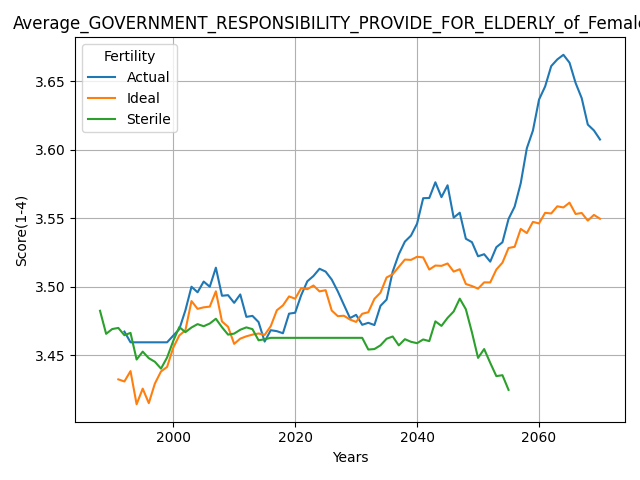 Average_GOVERNMENT_RESPONSIBILITY_PROVIDE_FOR_ELDERLY_of_Female
Fertility
Actual
Ideal
Sterile
Score(1-4)
3.65
3.60
3.55
3.50
3.45
2000 2020 2040 2060
Years